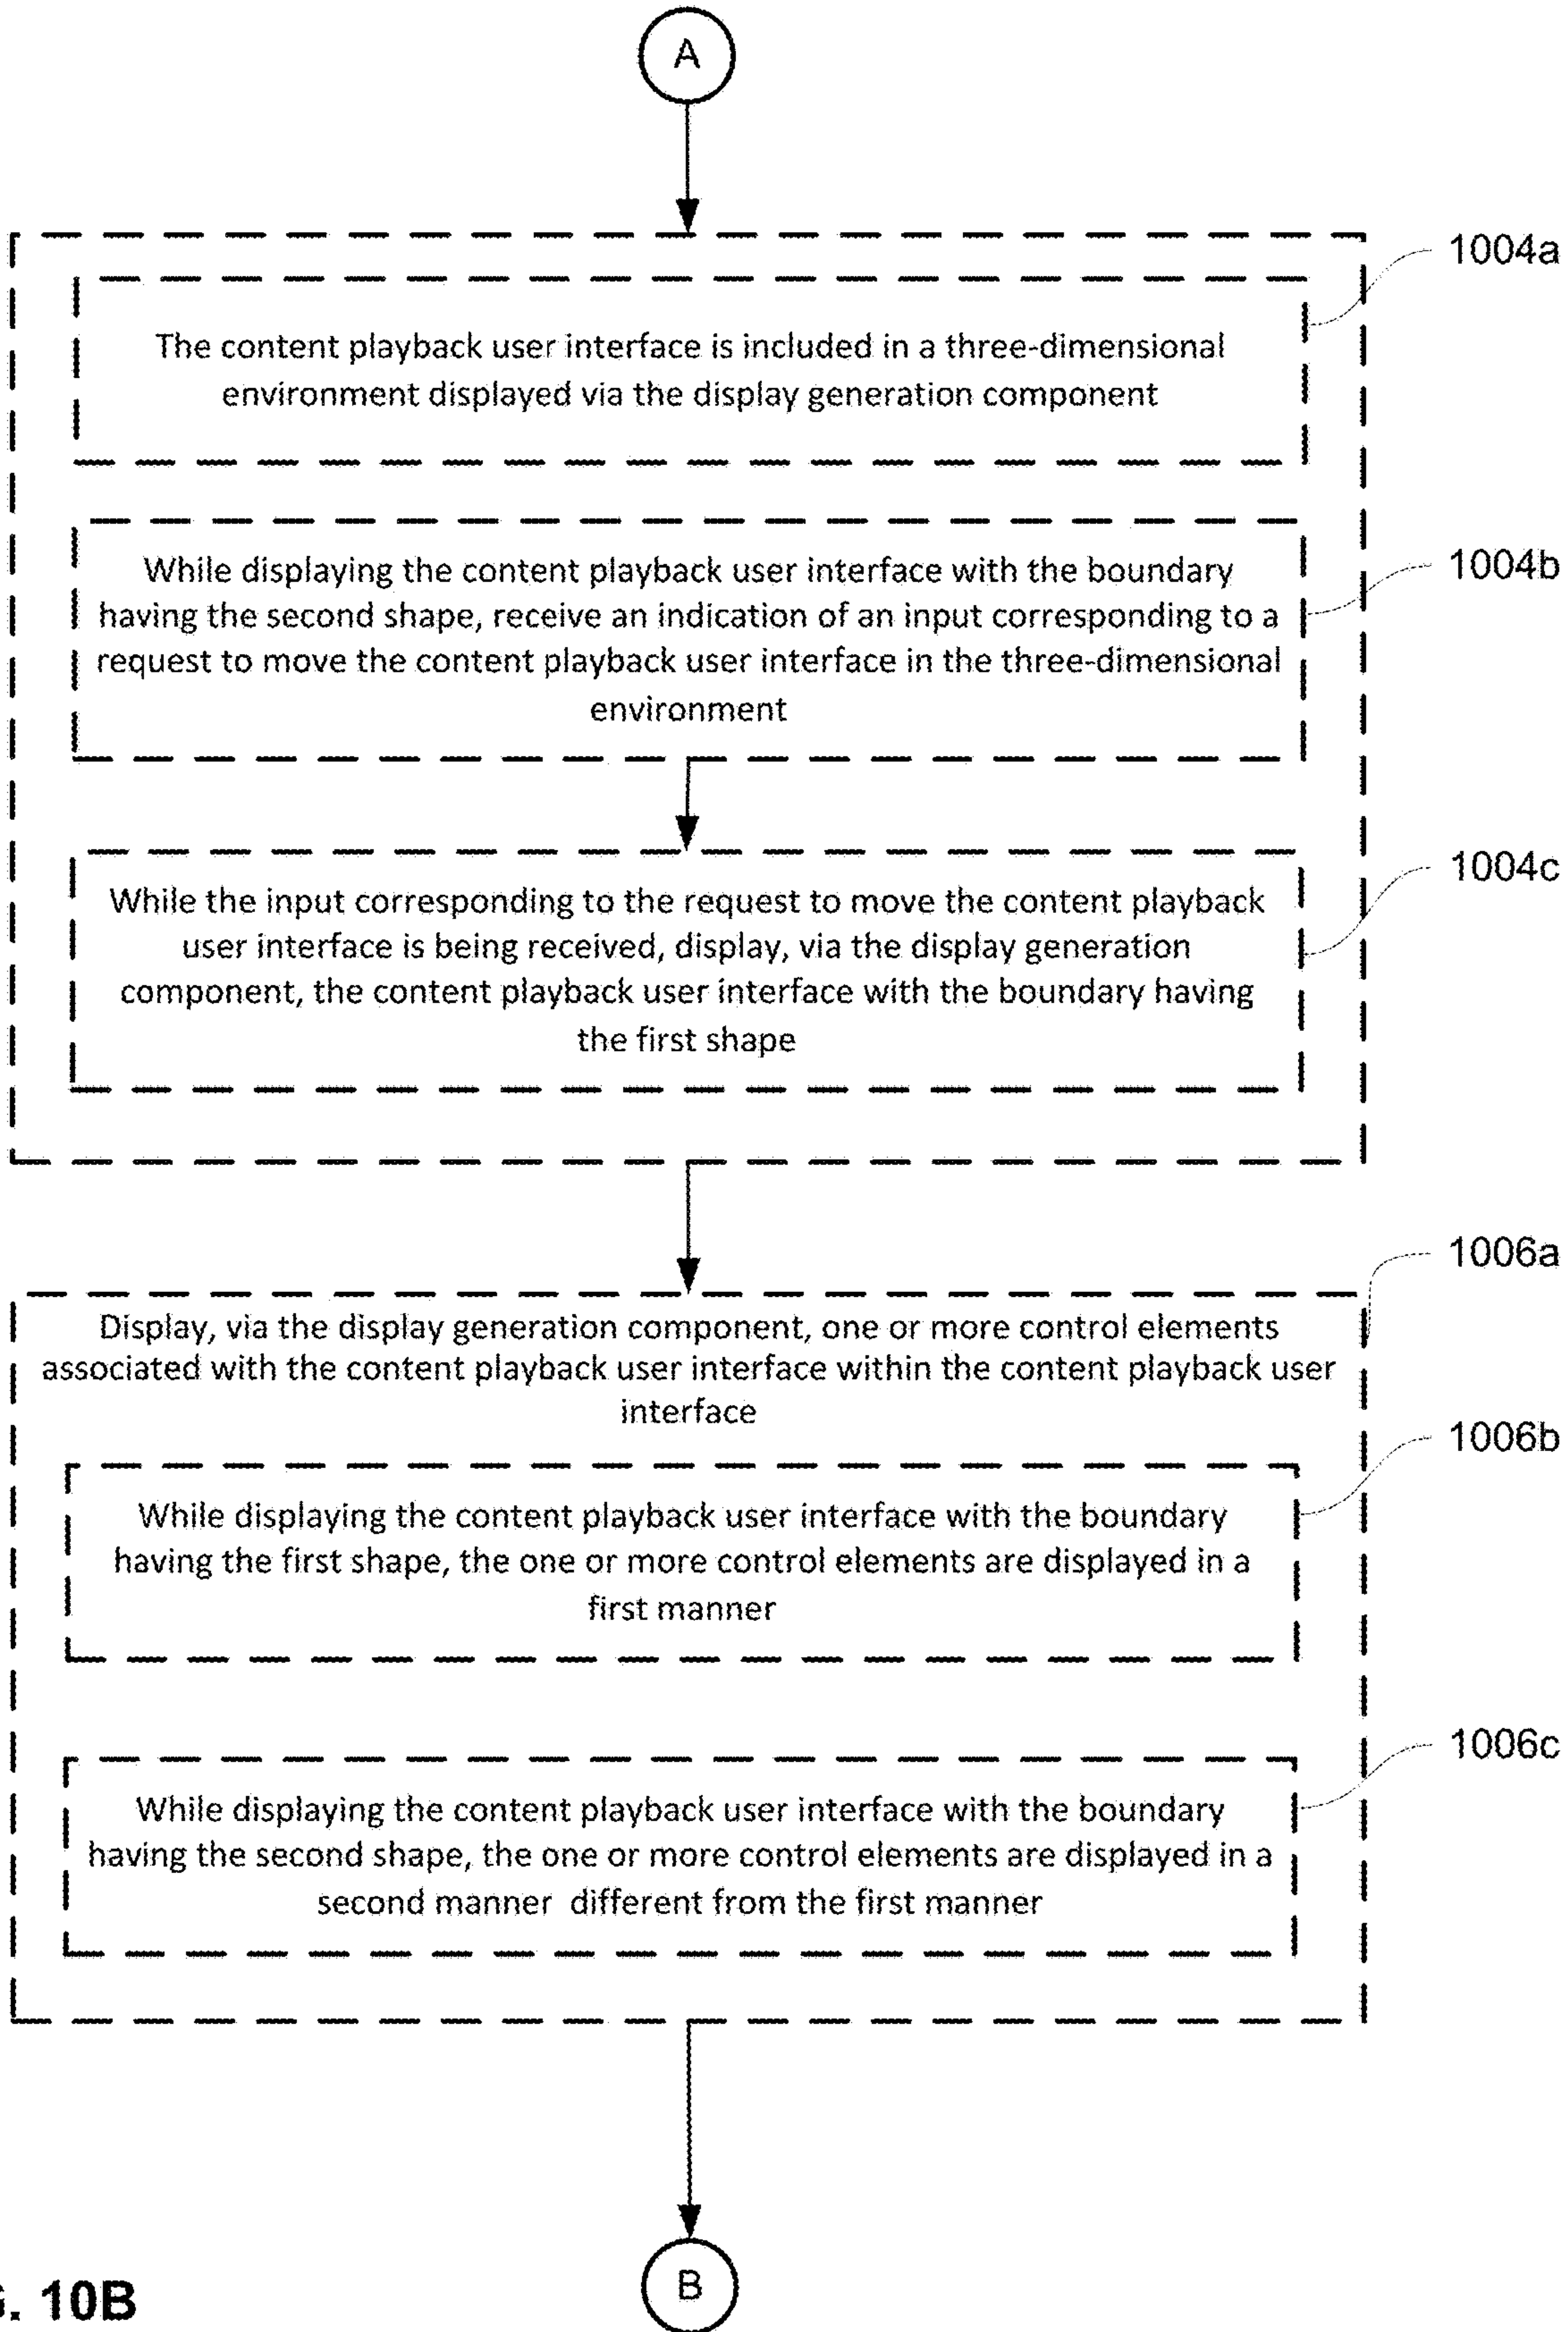 A
1004a
The content playback user interface is included in a three-dimensional
environment displayed via the display generation component
1004b
While displaying the content playback user interface with the boundary
having the second shape, receive an indication of an input corresponding to a
request to move the content playback user interface in the three-dimensional
environment
1004c
While the input corresponding to the request to move the content playback
user interface is being received, display, via the display generation
component, the content playback user interface with the boundary having
the first shape
1006a
Display, via the display generation component, one or more control elements
associated with the content playback user interface within the content playback user
interface
1006b
While displaying the content playback user interface with the boundary
having the first shape, the one or more control elements are displayed in a
first manner
1006c
While displaying the content playback user interface with the boundary
having the second shape, the one or more control elements are displayed in a
second manner different from the first manner
B
10B